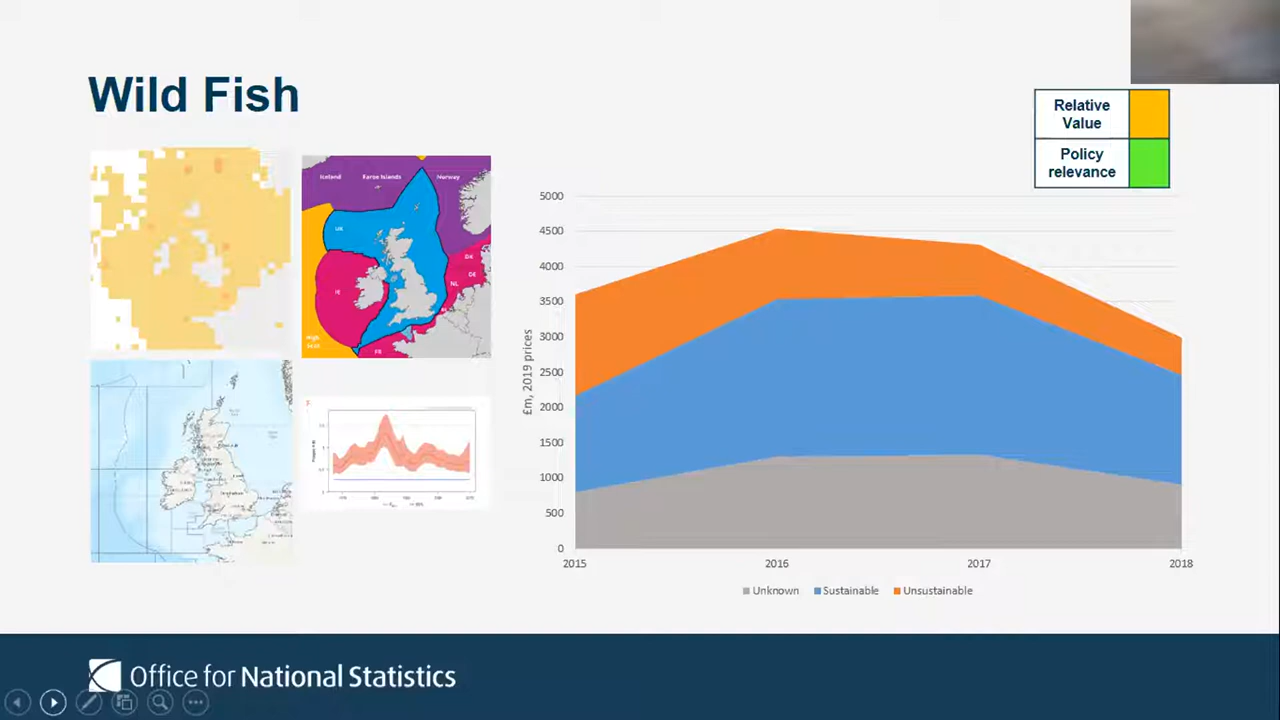 Wild Fish
Relative
Value
Policy
relevance
Iceland
Faroe Islands
Norway
UK
IE
DK
DE
NL
High
seas
FR
£m, 2019 prices
5000
4500
4000
3500
3000
2500
2000
1500
1000
500
0
2015
2016
2017
2018
Unknown
Sustainable
Unsustainable
Office for National Statistics